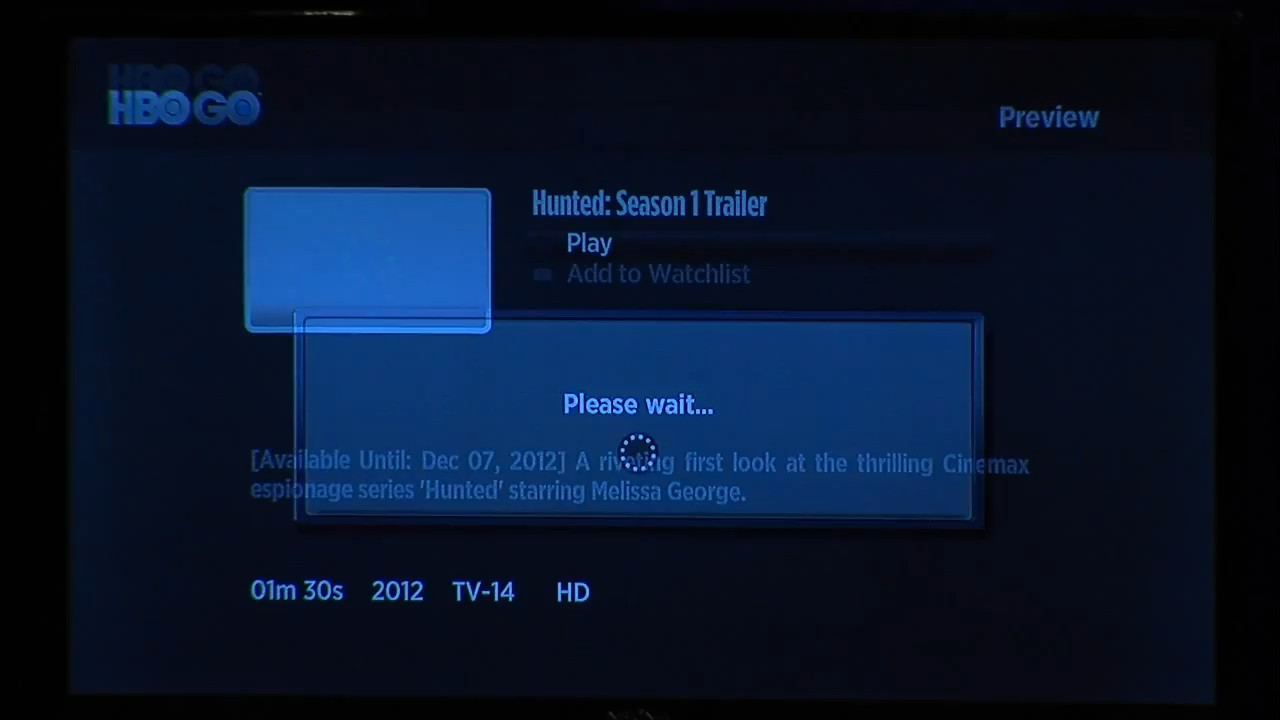 HBO GO
Preview
Hunted: Season 1 Trailer
Play
Add to Watchlist
Please wait...
[Available Until: Dec 07, 2012] A riveting first look at the thrilling Cinemax
espionage series 'Hunted' starring Melissa George.
01m 30s 2012 TV-14 HD